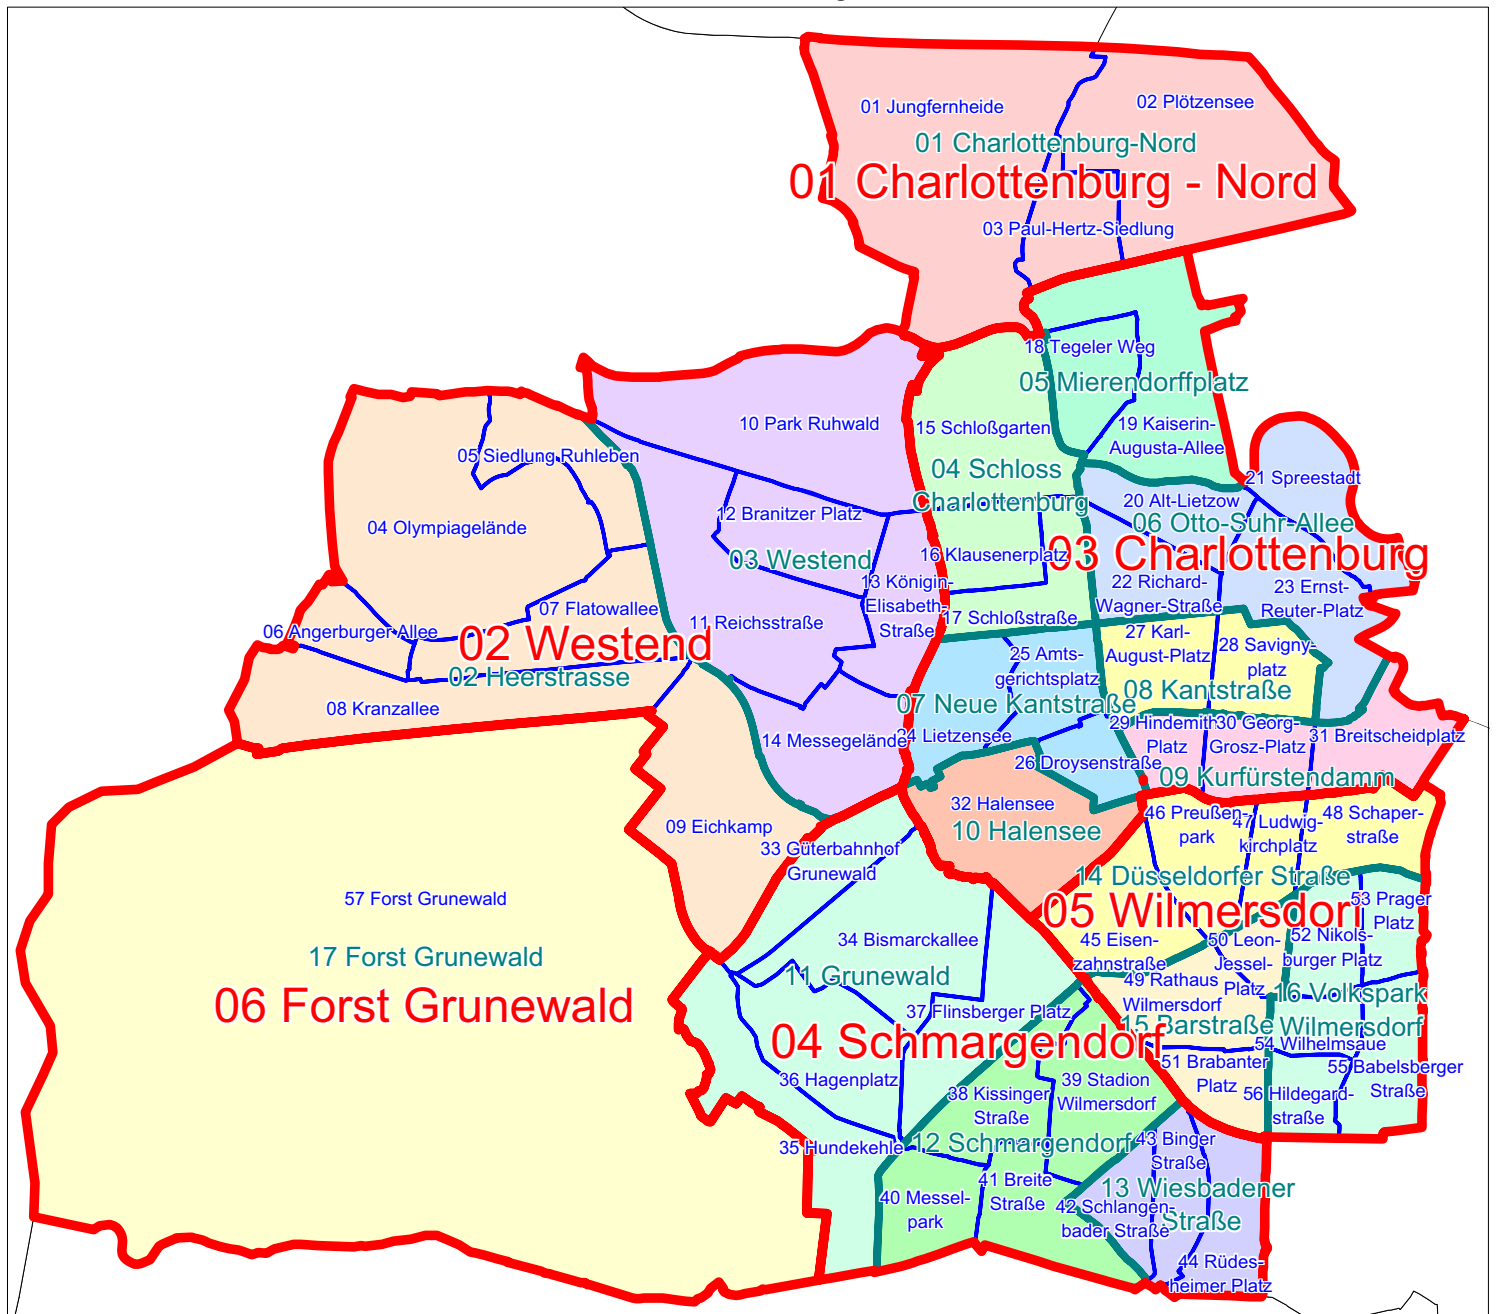 01 Jungfernheide
02 Plötzensee
01 Charlottenburg-Nord
01 Charlottenburg - Nord
03 Paul-Hertz-Siedlung
18 Tegeler Weg
05 Mierendorffplatz
19 Kaiserin-
Augusta-Allee
10 Park Ruhwald
15 Schloßgarten
04 Schloss
Charlottenburg
05 Siedlung Ruhleben
04 Olympiagelände
12 Branitzer Platz
03 Westend
13 Königin-
Elisabeth-
Straße
11 Reichsstraße
16 Klausenerplatz
17 Schloßstraße
21 Spreestadt
20 Alt-Lietzow
06 Otto-Suhr-Allee
03 Charlottenburg
22 Richard-
Wagner-Straße
23 Ernst-
Reuter-Platz
07 Flatowallee
06 Angerburger Allee
02 Westend
02 Heerstrasse
08 Kranzallee
14 Messegelände
25 Amts-
gerichtsplatz
07 Neue Kantstraße
24 Lietzensee
26 Droysenstraße
27 Karl-
August-Platz
28 Savigny-
platz
08 Kantstraße
29 Hindemith-
Platz
30 Georg-
Grosz-Platz
31 Breitscheidplatz
09 Kurfürstendamm
32 Halensee
10 Halensee
46 Preußen-
park
47 Ludwig-
kirchplatz
48 Schaper-
straße
09 Eichkamp
33 Güterbahnhof
Grunewald
14 Düsseldorfer Straße
05 Wilmersdorf
53 Prager
Platz
45 Eisen-
zahnstraße
50 Leon-
Jessel-
Platz
52 Nikols-
burger Platz
49 Rathaus
Wilmersdorf
16 Volkspark
Wilmersdorf
15 Barstraße
54 Wilhelmsaue
51 Brabanter
Platz
55 Babelsberger
Straße
56 Hildegard-
straße
57 Forst Grunewald
17 Forst Grunewald
06 Forst Grunewald
34 Bismarckallee
11 Grunewald
37 Flinsberger Platz
04 Schmargendorf
36 Hagenplatz
38 Kissinger
Straße
39 Stadion
Wilmersdorf
35 Hundekehle
12 Schmargendorf
43 Binger
Straße
40 Messel-
park
41 Breite
Straße
13 Wiesbadener
Straße
42 Schlangen-
bader Straße
44 Rüdes-
heimer Platz